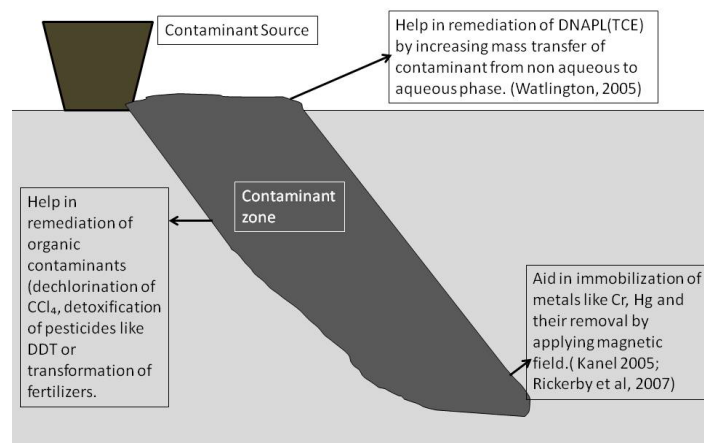 Contaminant Source
Help in remediation of DNAPL(TCE)
by increasing mass transfer of
contaminant from non aqueous to
aqueous phase. (Watlington, 2005)
Contaminant
zone
Help in
remediation of
organic
contaminants
(dechlorination of
CCl₄, detoxification
of pesticides like
DDT or
transformation of
fertilizers.
Aid in immobilization of
metals like Cr, Hg and
their removal by
applying magnetic
field.( Kanel 2005;
Rickerby et al, 2007)